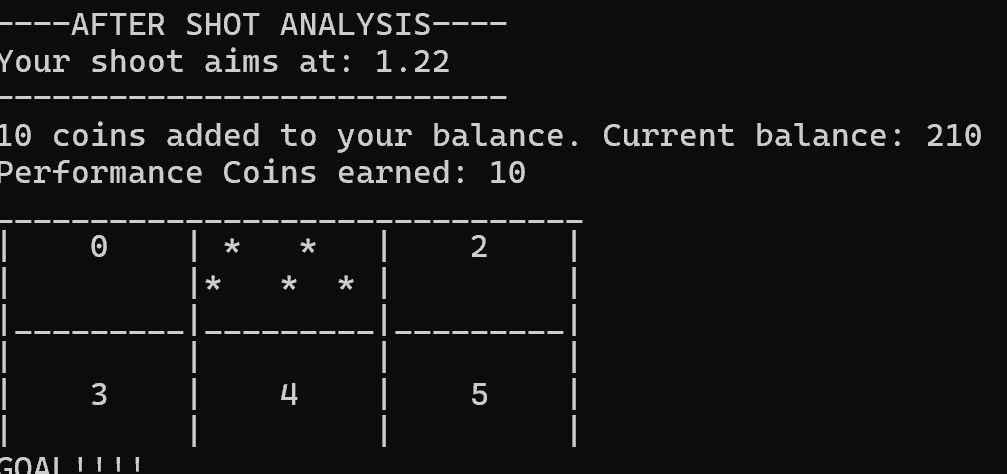 ----AFTER SHOT ANALYSIS----
Your shoot aims at: 1.22
---------------------------
10 coins added to your balance. Current balance: 210
Performance Coins earned: 10
_______________________________
|    0    | *   *   |    2    |
|         |*   *  * |         |
|_________|_________|_________|
|         |         |         |
|    3    |    4    |    5    |
|         |         |         |
GOAL!!!!